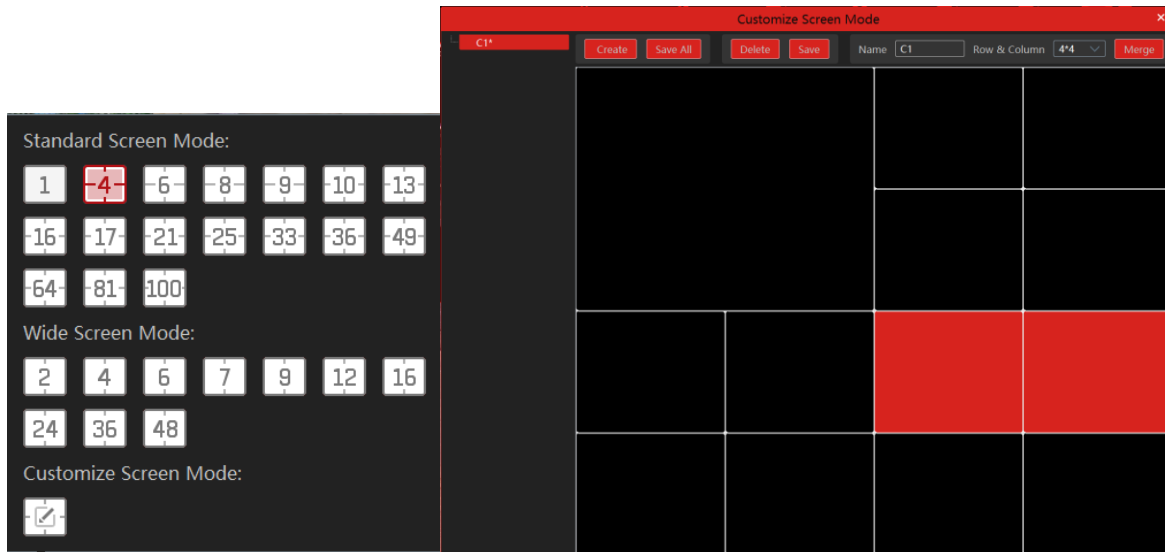 Customize Screen Mode ×
C1*
Create Save All Delete Save Name C1 Row & Column 4*4 Merge
Standard Screen Mode:
1 4 6 8 9 10 13
16 17 21 25 33 36 49
64 81 100
Wide Screen Mode:
2 4 6 7 9 12 16
24 36 48
Customize Screen Mode: